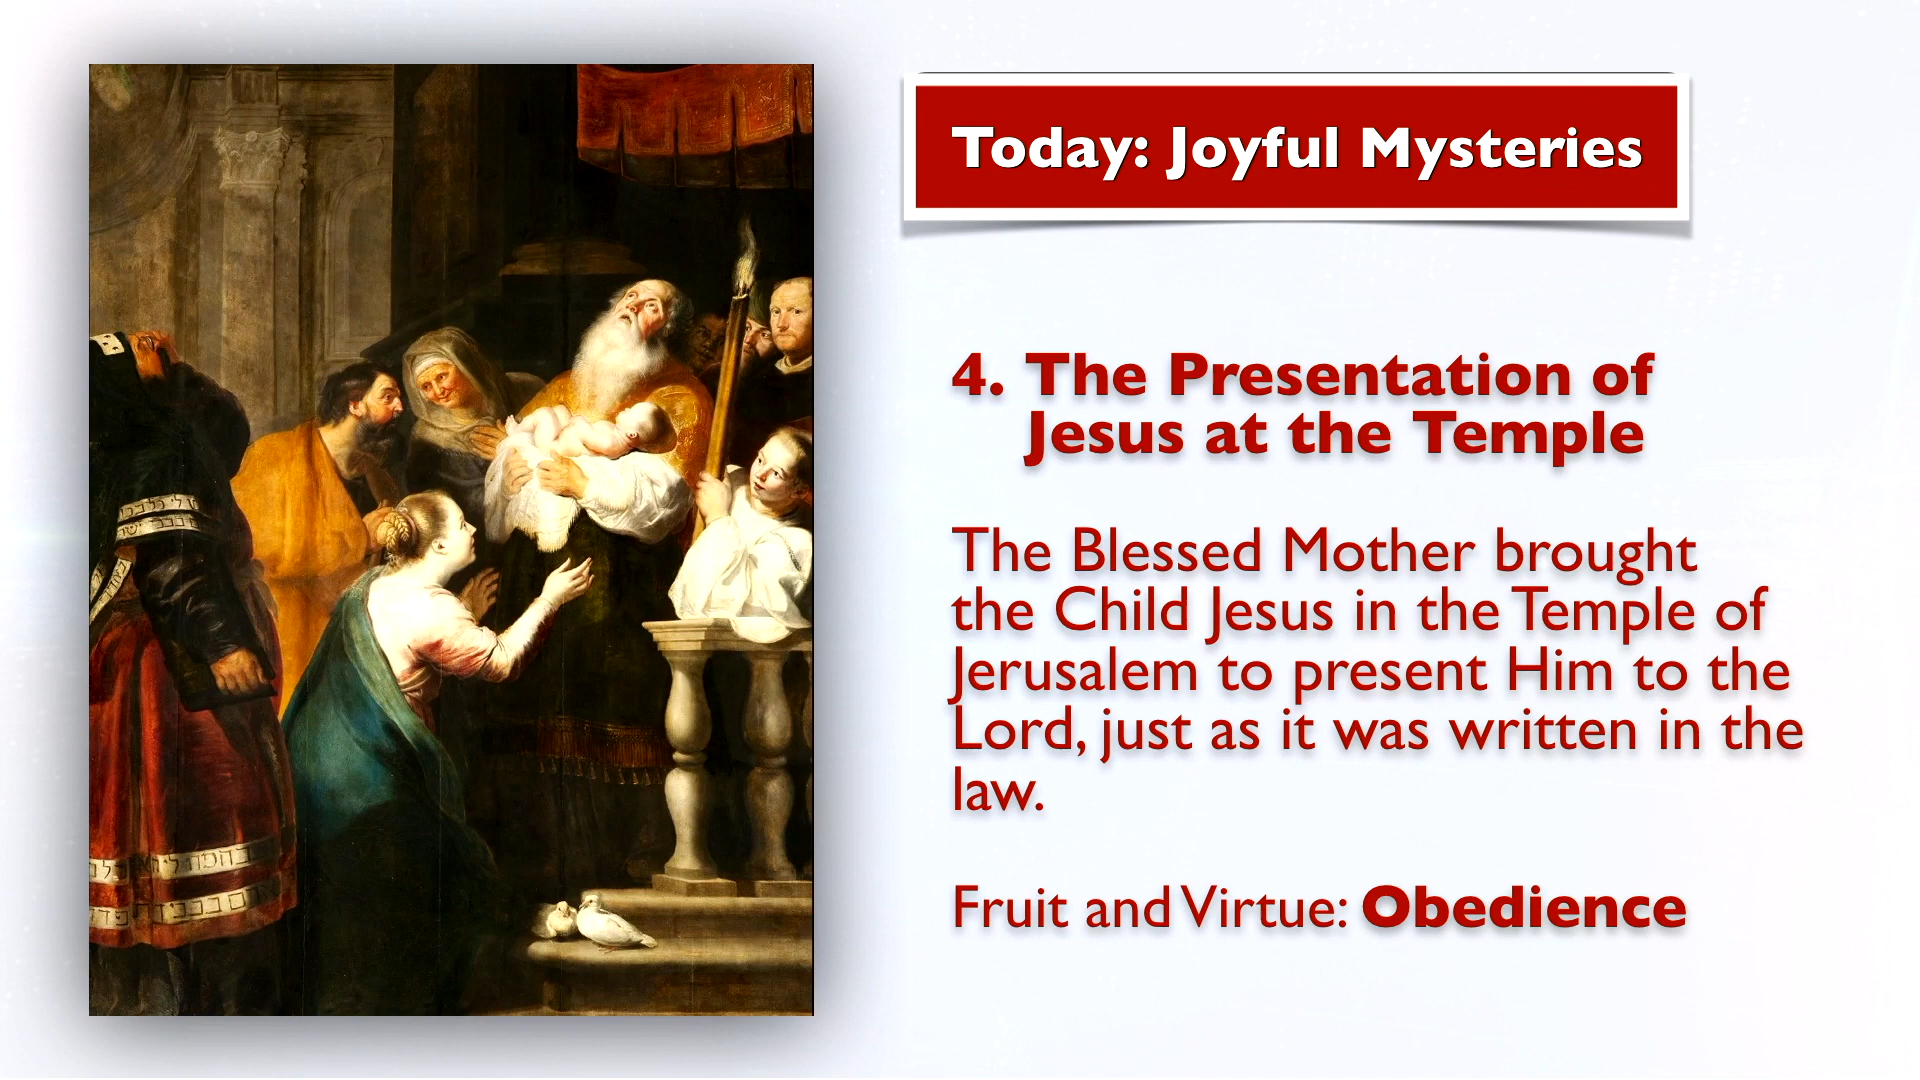 Today: Joyful Mysteries
4. The Presentation of
Jesus at the Temple
The Blessed Mother brought
the Child Jesus in the Temple of
Jerusalem to present Him to the
Lord, just as it was written in the
law.
Fruit and Virtue: Obedience